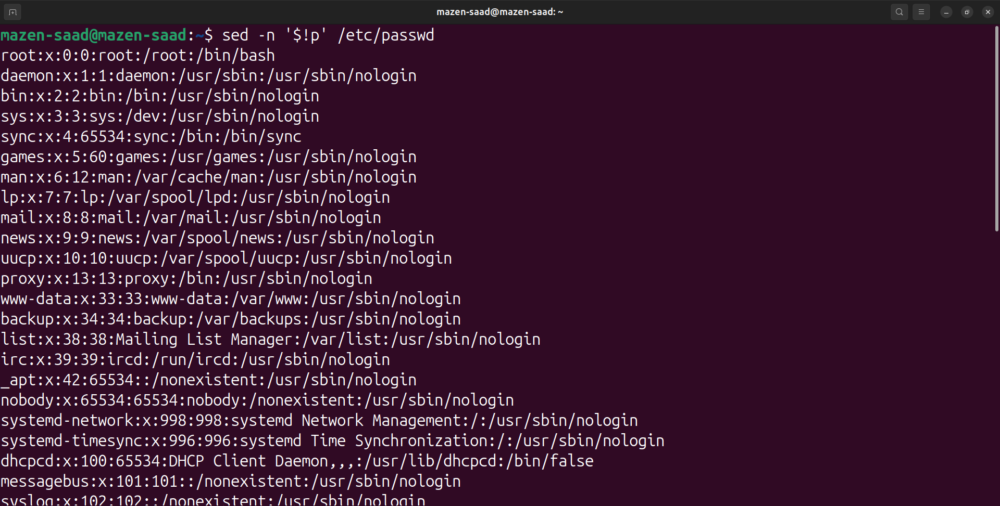 mazen-saad@mazen-saad: ~
mazen-saad@mazen-saad:~$ sed -n '$!p' /etc/passwd
root:x:0:0:root:/root:/bin/bash
daemon:x:1:1:daemon:/usr/sbin:/usr/sbin/nologin
bin:x:2:2:bin:/bin:/usr/sbin/nologin
sys:x:3:3:sys:/dev:/usr/sbin/nologin
sync:x:4:65534:sync:/bin:/bin/sync
games:x:5:60:games:/usr/games:/usr/sbin/nologin
man:x:6:12:man:/var/cache/man:/usr/sbin/nologin
lp:x:7:7:lp:/var/spool/lpd:/usr/sbin/nologin
mail:x:8:8:mail:/var/mail:/usr/sbin/nologin
news:x:9:9:news:/var/spool/news:/usr/sbin/nologin
uucp:x:10:10:uucp:/var/spool/uucp:/usr/sbin/nologin
proxy:x:13:13:proxy:/bin:/usr/sbin/nologin
www-data:x:33:33:www-data:/var/www:/usr/sbin/nologin
backup:x:34:34:backup:/var/backups:/usr/sbin/nologin
list:x:38:38:Mailing List Manager:/var/list:/usr/sbin/nologin
irc:x:39:39:ircd:/run/ircd:/usr/sbin/nologin
_apt:x:42:65534::/nonexistent:/usr/sbin/nologin
nobody:x:65534:65534:nobody:/nonexistent:/usr/sbin/nologin
systemd-network:x:998:998:systemd Network Management:/:/usr/sbin/nologin
systemd-timesync:x:996:996:systemd Time Synchronization:/:/usr/sbin/nologin
dhcpcd:x:100:65534:DHCP Client Daemon,,,:/usr/lib/dhcpcd:/bin/false
messagebus:x:101:101::/nonexistent:/usr/sbin/nologin
syslog:x:102:102::/nonexistent:/usr/sbin/nologin